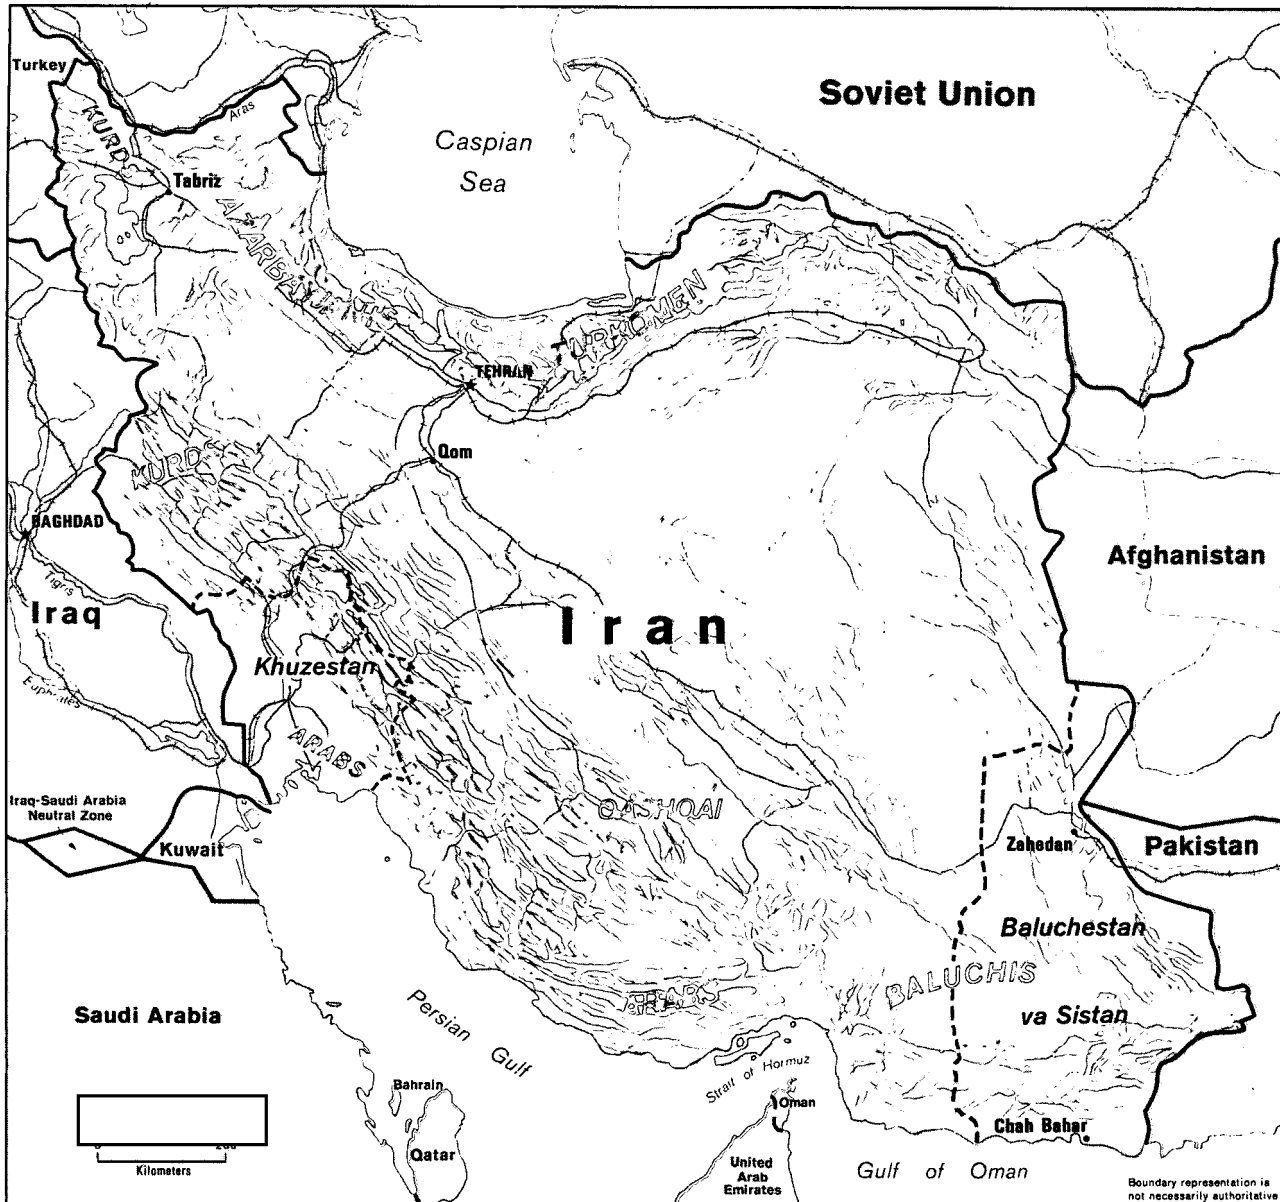 Turkey
Soviet Union
Aras
KURDS
Caspian
Sea
Tabriz
AZARBAYJANIS
TURKOMEN
TEHRAN
Qom
KURDS
BAGHDAD
Afghanistan
Tigris
Iraq
Iran
Khuzestan
Euphrates
ARABS
Iraq-Saudi Arabia
Neutral Zone
QASHQAI
Kuwait
Zahedan
Pakistan
Baluchestan
BALUCHIS
ARABS
va Sistan
Saudi Arabia
Persian Gulf
Strait of Hormuz
Bahrain
Oman
Chah Bahar
Qatar
United
Arab
Emirates
Gulf of Oman
Kilometers
Boundary representation is
not necessarily authoritative